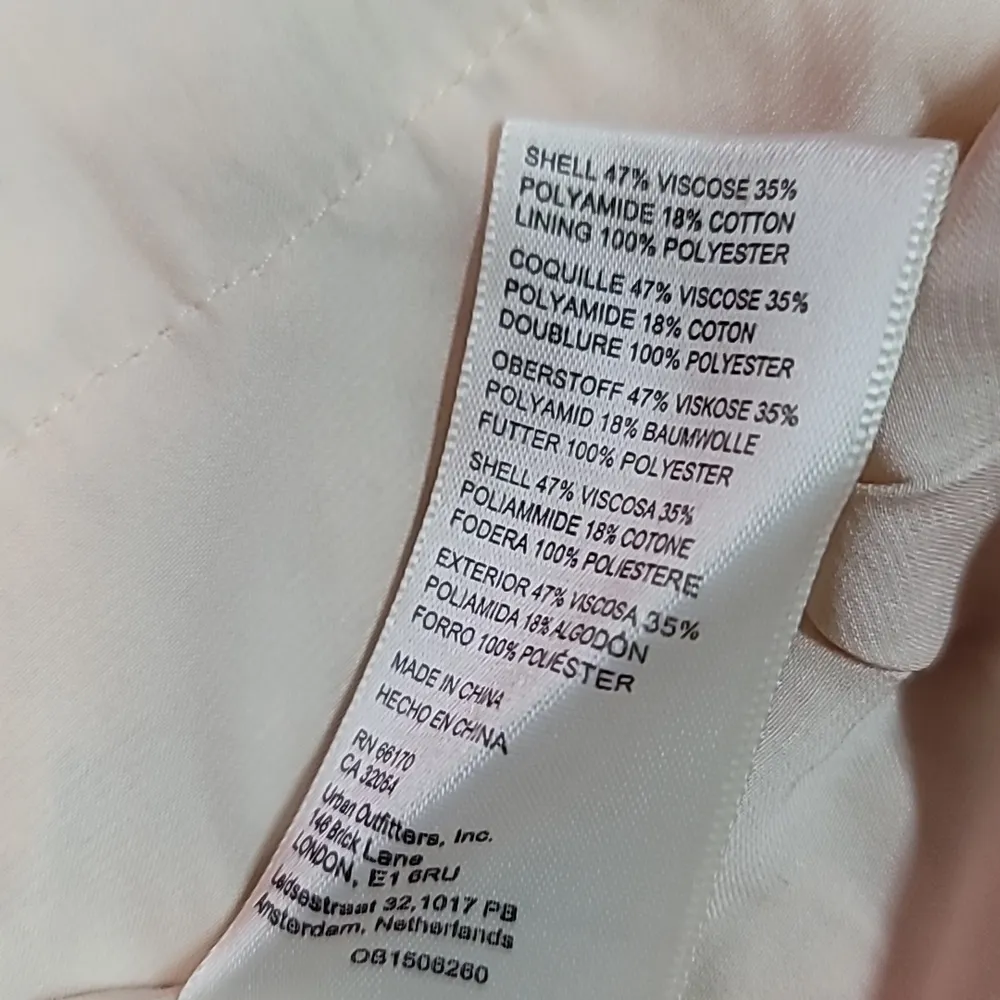 SHELL 47% VISCOSE 35%
POLYAMIDE 18% COTTON
LINING 100% POLYESTER
COQUILLE 47% VISCOSE 35%
POLYAMIDE 18% COTON
DOUBLURE 100% POLYESTER
OBERSTOFF 47% VISKOSE 35%
POLYAMID 18% BAUMWOLLE
FUTTER 100% POLYESTER
SHELL 47% VISCOSA 35%
POLIAMMIDE 18% COTONE
FODERA 100% POLIESTERE
EXTERIOR 47% VISCOSA 35%
POLIAMIDA 18% ALGODÓN
FORRO 100% POLIÉSTER
MADE IN CHINA
HECHO EN CHINA
RN 66170
CA 32054
Urban Outfitters, Inc.
146 Brick Lane
LONDON, E1 6RU
Leidsestraat 32,1017 PB
Amsterdam, Netherlands
OB1506260